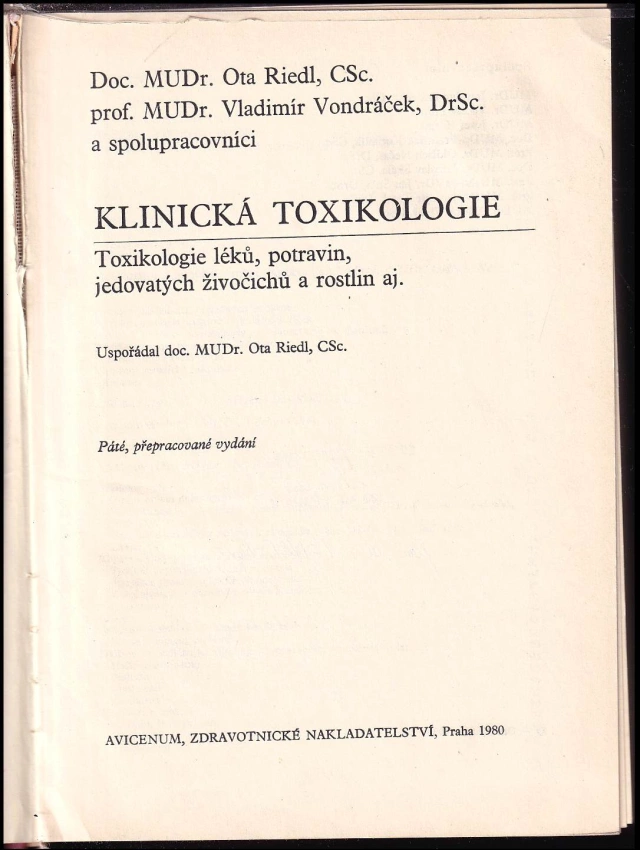 Doc. MUDr. Ota Riedl, CSc.
prof. MUDr. Vladimír Vondráček, DrSc.
a spolupracovníci
KLINICKÁ TOXIKOLOGIE
Toxikologie léků, potravin,
jedovatých živočichů a rostlin aj.
Uspořádal doc. MUDr. Ota Riedl, CSc.
Páté, přepracované vydání
AVICENUM, ZDRAVOTNICKÉ NAKLADATELSTVÍ, Praha 1980